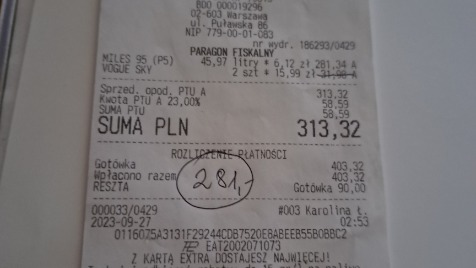 BDO 000019296
02-603 Warszawa
ul. Puławska 86
NIP 779-00-01-083
nr wydr. 186293/0429
PARAGON FISKALNY
MILES 95 (P5) 45,97 litry * 6,12 zł 281,34 A
VOGUE SKY 2 szt * 15,99 zł 31,98 A
Sprzed. opod. PTU A 313,32
Kwota PTU A 23,00% 58,59
SUMA PTU 58,59
SUMA PLN 313,32
ROZLICZENIE PŁATNOŚCI
Gotówka 403,32
Wpłacono razem 403,32
RESZTA Gotówka 90,00
281,-
000033/0429 #003 Karolina Ł.
2023-09-27 02:53
0116075A3131F29244CDB7520E8ABEEB55B0BBC2
EAT2002071073
Z KARTĄ EXTRA DOSTAJESZ NAJWIĘCEJ!